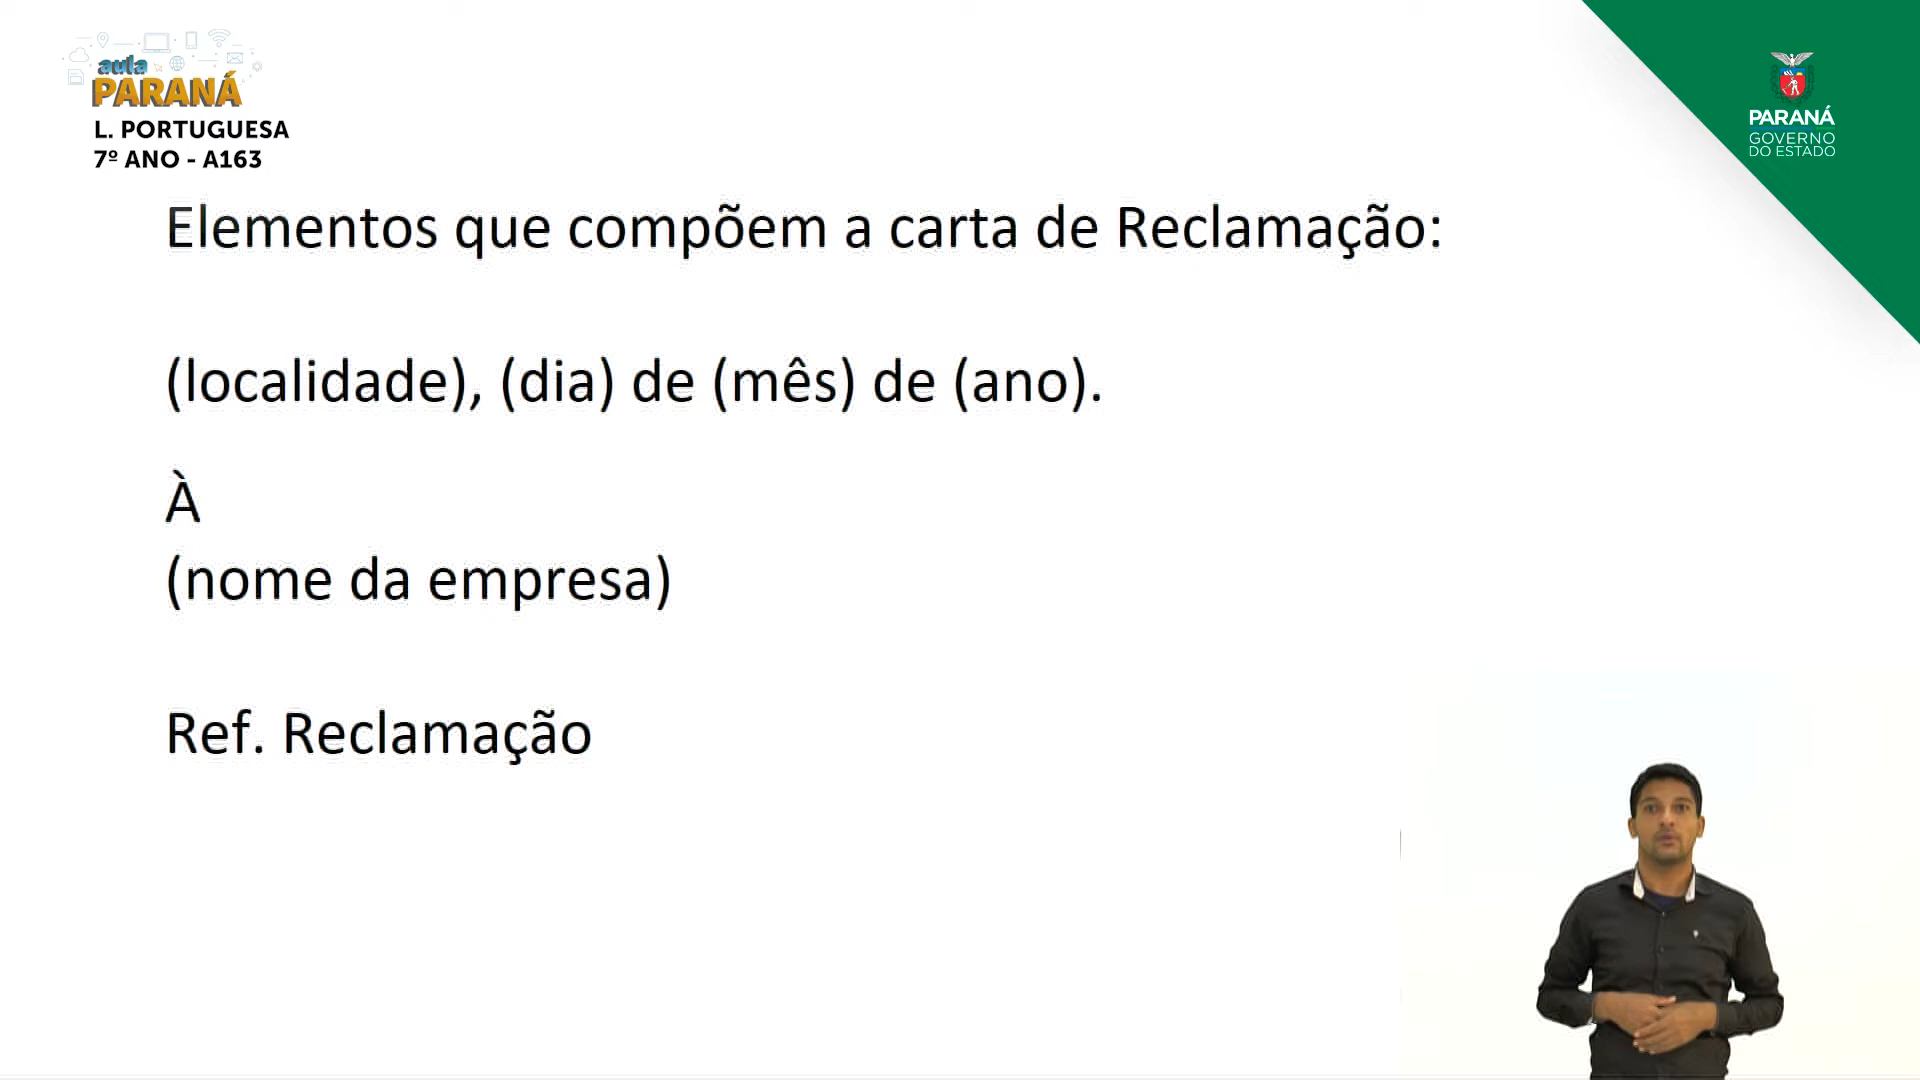 aula
PARANÁ
L. PORTUGUESA
7º ANO - A163
PARANÁ
GOVERNO
DO ESTADO
Elementos que compõem a carta de Reclamação:
(localidade), (dia) de (mês) de (ano).
À
(nome da empresa)
Ref. Reclamação